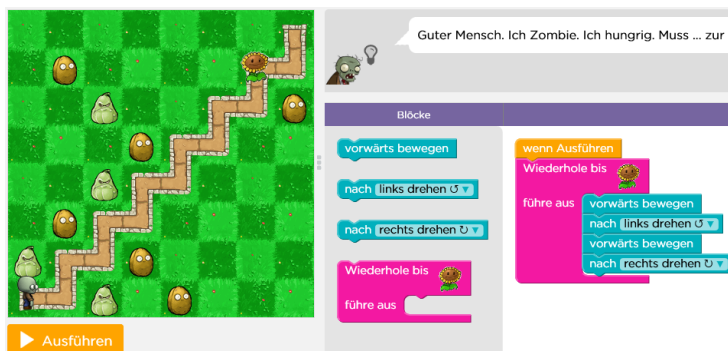 Guter Mensch. Ich Zombie. Ich hungrig. Muss ... zur
Blöcke
vorwärts bewegen
nach links drehen ↺ ▼
nach rechts drehen ↻ ▼
Wiederhole bis
führe aus
wenn Ausführen
Wiederhole bis
führe aus
vorwärts bewegen
nach links drehen ↺ ▼
vorwärts bewegen
nach rechts drehen ↻ ▼
Ausführen